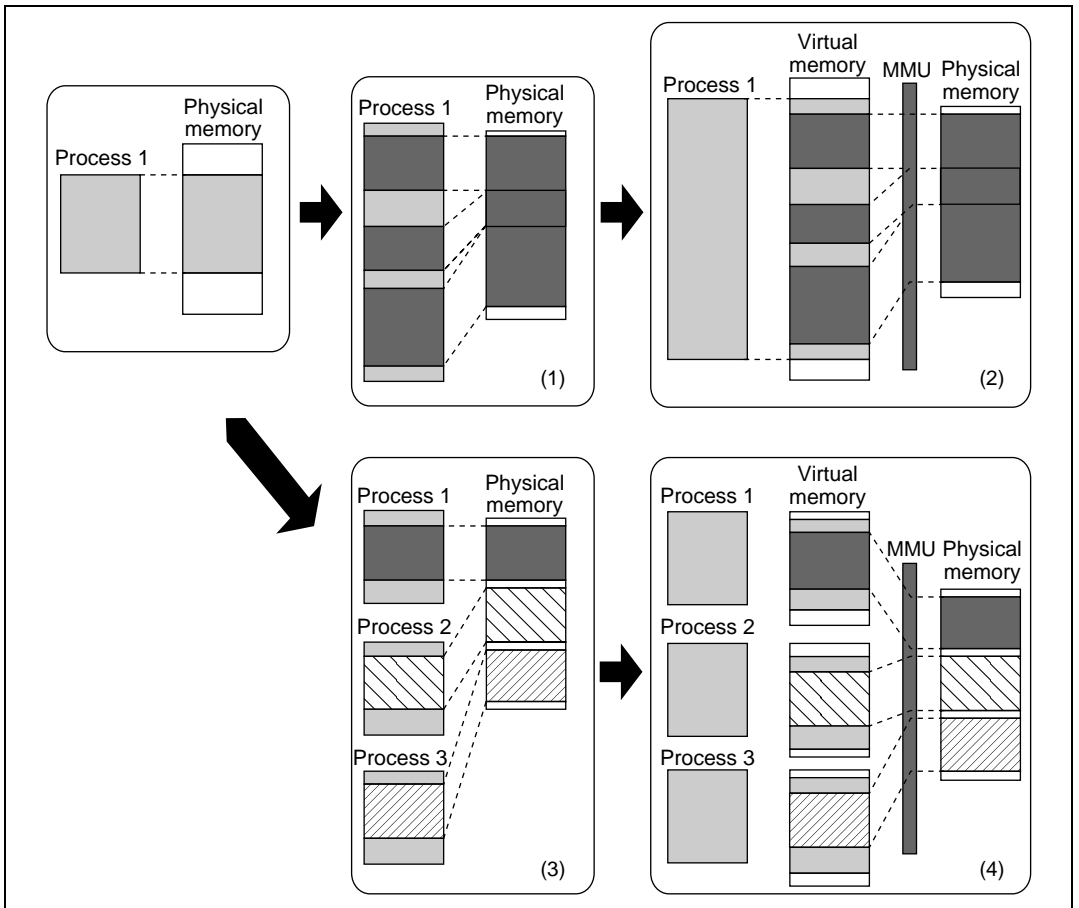 Physical
memory
Process 1
Process 1
Physical
memory
(1)
Process 1
Virtual
memory
MMU
Physical
memory
(2)
Process 1
Physical
memory
Process 2
Process 3
(3)
Process 1
Virtual
memory
MMU
Physical
memory
Process 2
Process 3
(4)